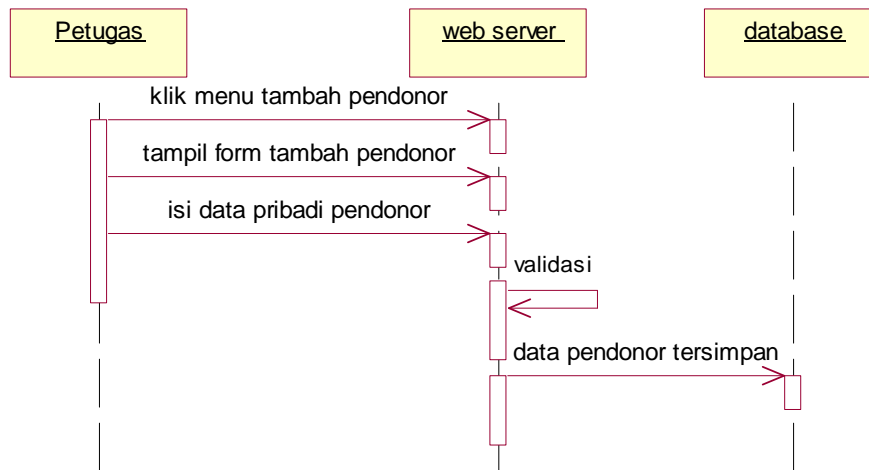 Petugas
web server
database
klik menu tambah pendonor
tampil form tambah pendonor
isi data pribadi pendonor
validasi
data pendonor tersimpan